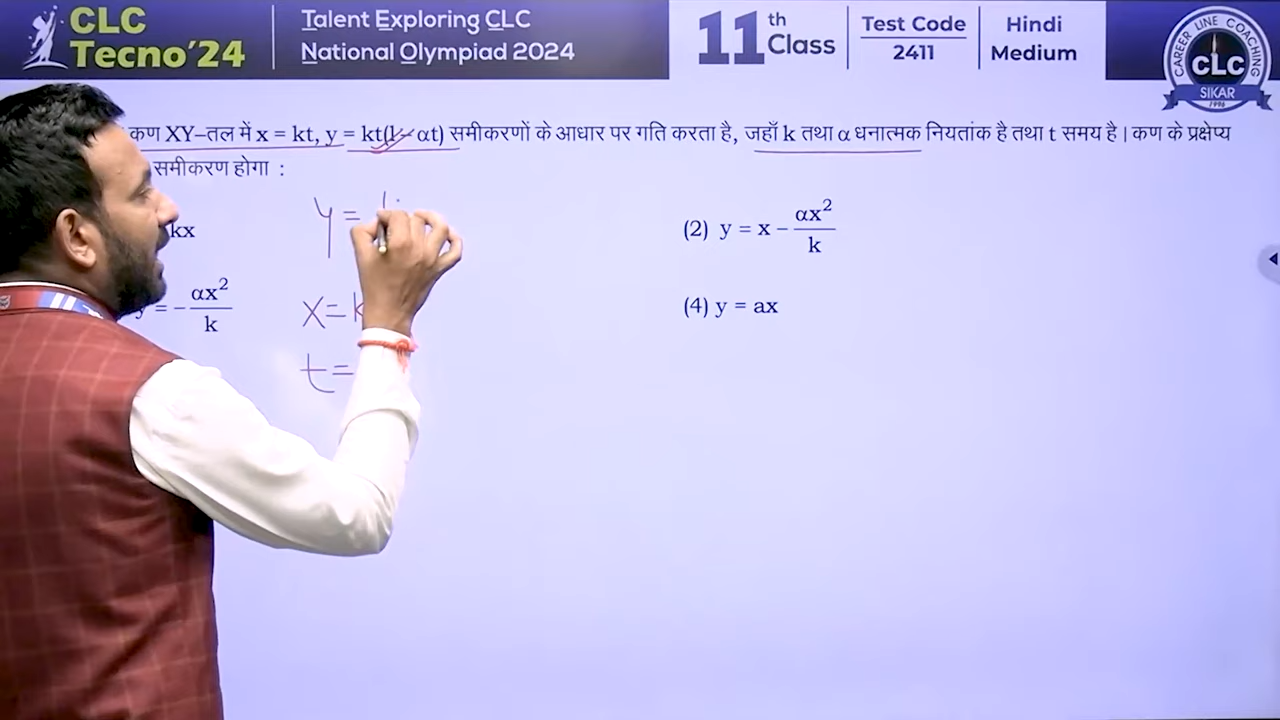 CLC
Tecno'24
Talent Exploring CLC
National Olympiad 2024
11th Class
Test Code
2411
Hindi
Medium
CAREER LINE COACHING
CLC
SIKAR
1996
कण XY–तल में x = kt, y = kt( – αt) समीकरणों के आधार पर गति करता है, जहाँ k तथा α धनात्मक नियतांक है तथा t समय है। कण के प्रक्षेप्य
समीकरण होगा :
kx
(2) y = x – αx²/k
y = – αx²/k
(4) y = ax
y =
x = k
t =